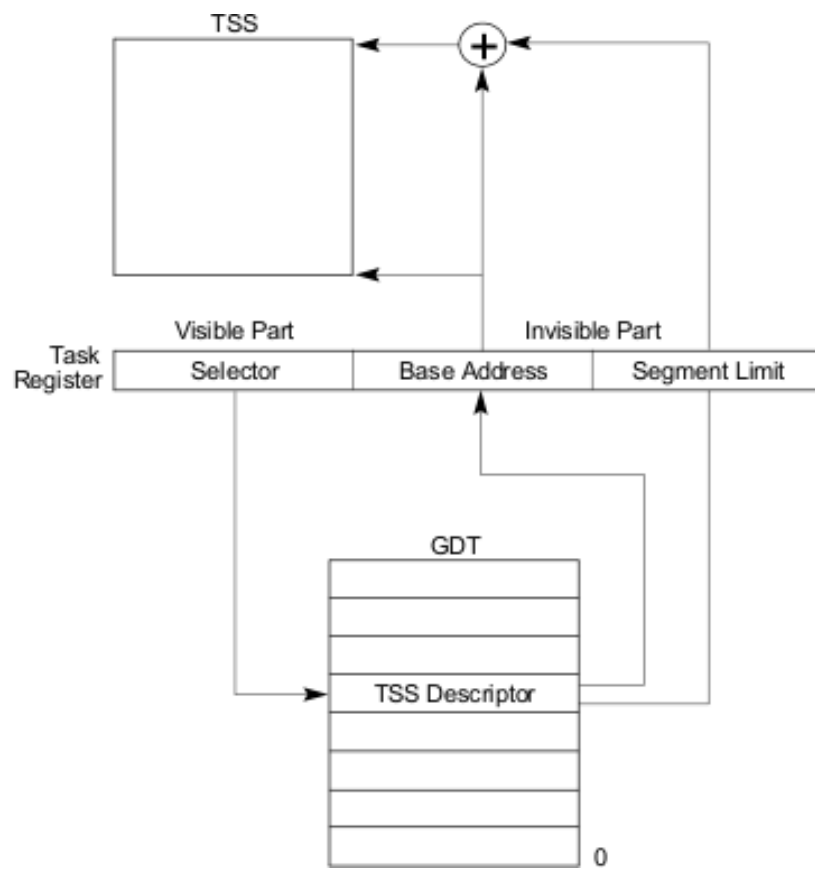 TSS
+
Visible Part
Invisible Part
Task
Register
Selector
Base Address
Segment Limit
GDT
TSS Descriptor
0